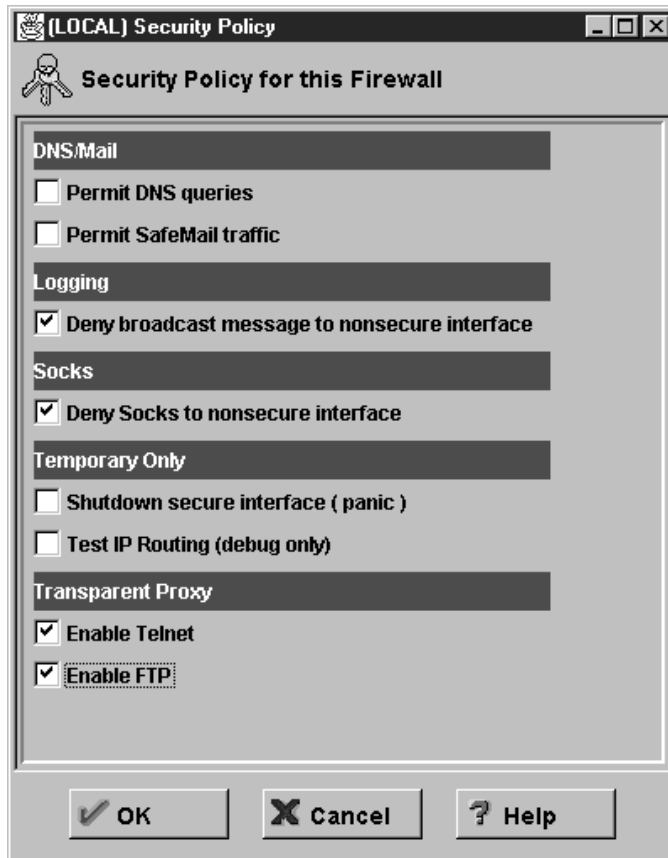 (LOCAL) Security Policy
Security Policy for this Firewall
DNS/Mail
Permit DNS queries
Permit SafeMail traffic
Logging
Deny broadcast message to nonsecure interface
Socks
Deny Socks to nonsecure interface
Temporary Only
Shutdown secure interface ( panic )
Test IP Routing (debug only)
Transparent Proxy
Enable Telnet
Enable FTP
OK Cancel ? Help